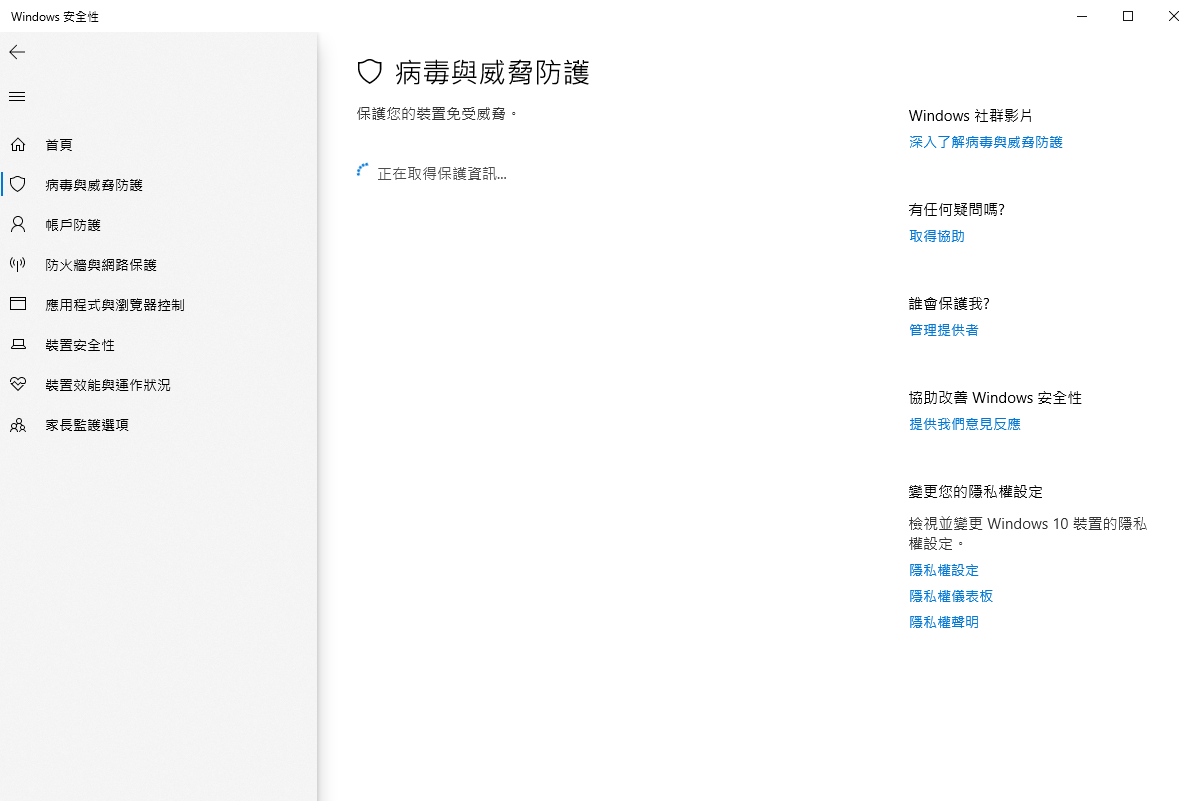 Windows 安全性
首頁
病毒與威脅防護
帳戶防護
防火牆與網路保護
應用程式與瀏覽器控制
裝置安全性
裝置效能與運作狀況
家長監護選項
病毒與威脅防護
保護您的裝置免受威脅。
正在取得保護資訊...
Windows 社群影片
深入了解病毒與威脅防護
有任何疑問嗎?
取得協助
誰會保護我?
管理提供者
協助改善 Windows 安全性
提供我們意見反應
變更您的隱私權設定
檢視並變更 Windows 10 裝置的隱私
權設定。
隱私權設定
隱私權儀表板
隱私權聲明